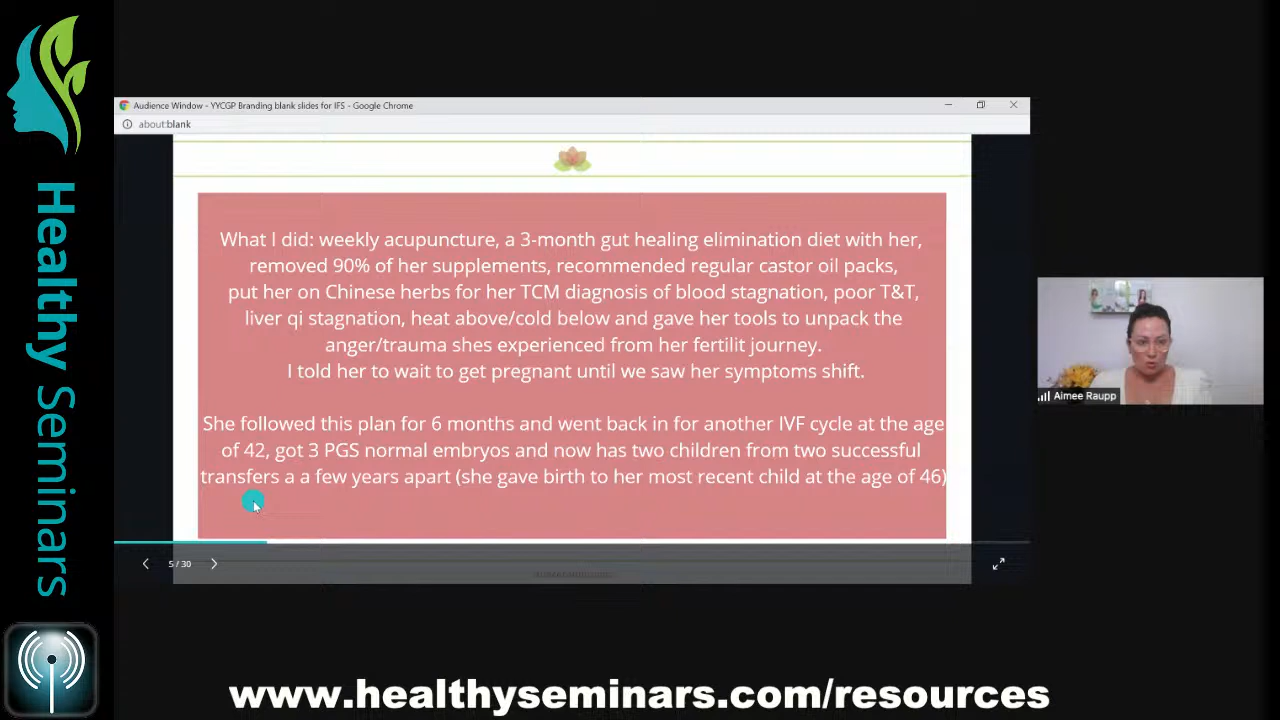 Healthy Seminars
Audience Window - YYCGP Branding blank slides for IFS - Google Chrome
about:blank
What I did: weekly acupuncture, a 3-month gut healing elimination diet with her,
removed 90% of her supplements, recommended regular castor oil packs,
put her on Chinese herbs for her TCM diagnosis of blood stagnation, poor T&T,
liver qi stagnation, heat above/cold below and gave her tools to unpack the
anger/trauma shes experienced from her fertilit journey.
I told her to wait to get pregnant until we saw her symptoms shift.
She followed this plan for 6 months and went back in for another IVF cycle at the age
of 42, got 3 PGS normal embryos and now has two children from two successful
transfers a a few years apart (she gave birth to her most recent child at the age of 46)
5 / 30
Aimee Raupp
www.healthyseminars.com/resources